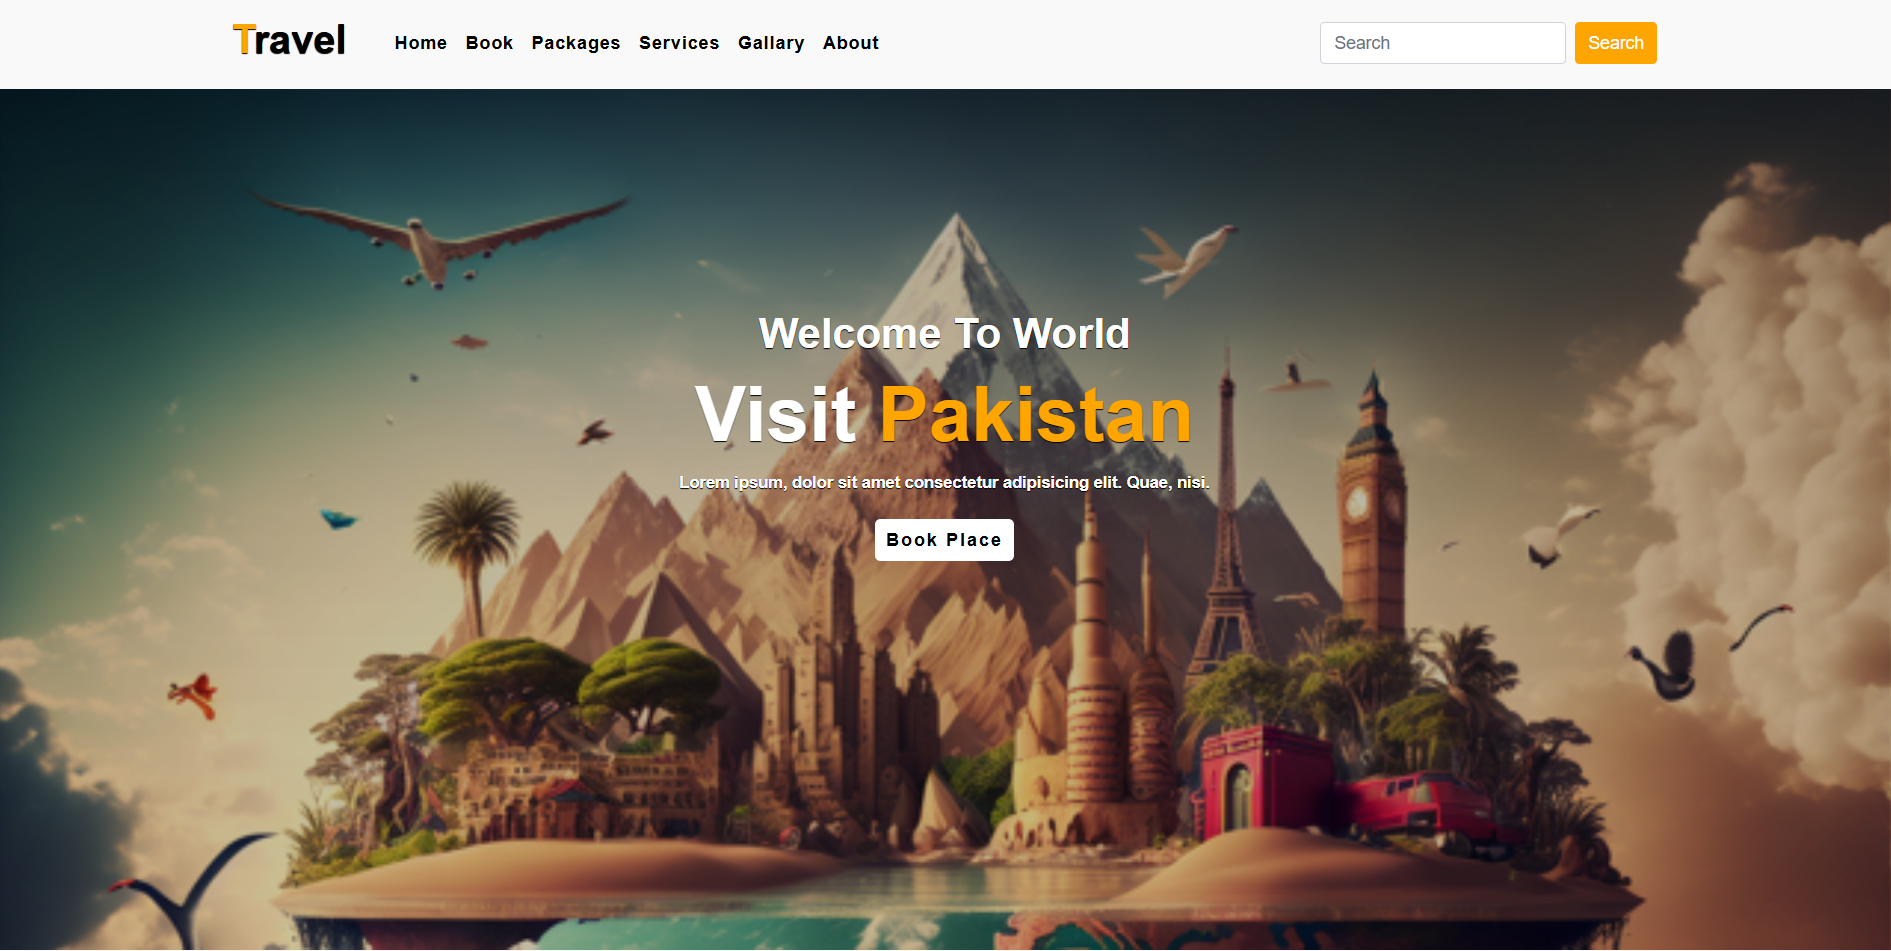 Travel Home Book Packages Services Gallary About Search Search
Welcome To World
Visit Pakistan
Lorem ipsum, dolor sit amet consectetur adipisicing elit. Quae, nisi.
Book Place